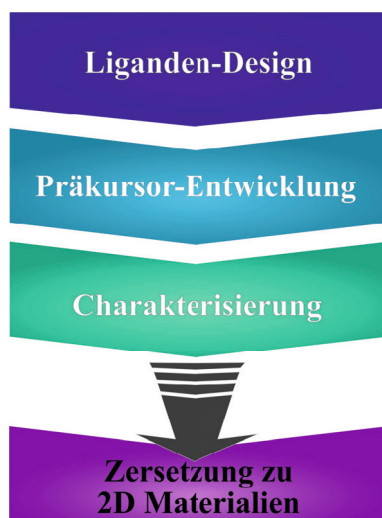 Liganden-Design
Präkursor-Entwicklung
Charakterisierung
Zersetzung zu
2D Materialien